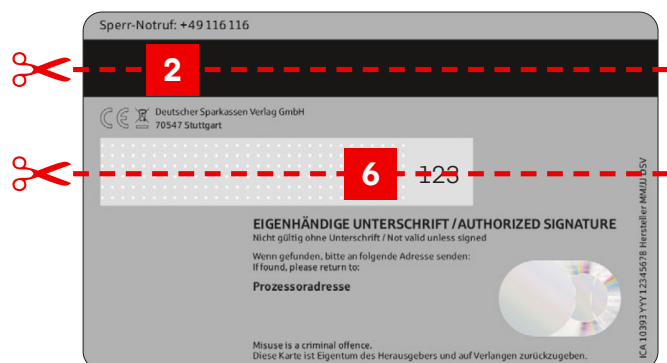 Sperr-Notruf: +49 116 116
2
CE Deutscher Sparkassen Verlag GmbH
70547 Stuttgart
6 123
EIGENHÄNDIGE UNTERSCHRIFT / AUTHORIZED SIGNATURE
Nicht gültig ohne Unterschrift / Not valid unless signed
Wenn gefunden, bitte an folgende Adresse senden:
If found, please return to:
Prozessoradresse
Misuse is a criminal offence.
Diese Karte ist Eigentum des Herausgebers und auf Verlangen zurückzugeben.
ICA 10393 YYY 12345678 Hersteller MM/JJ DSV